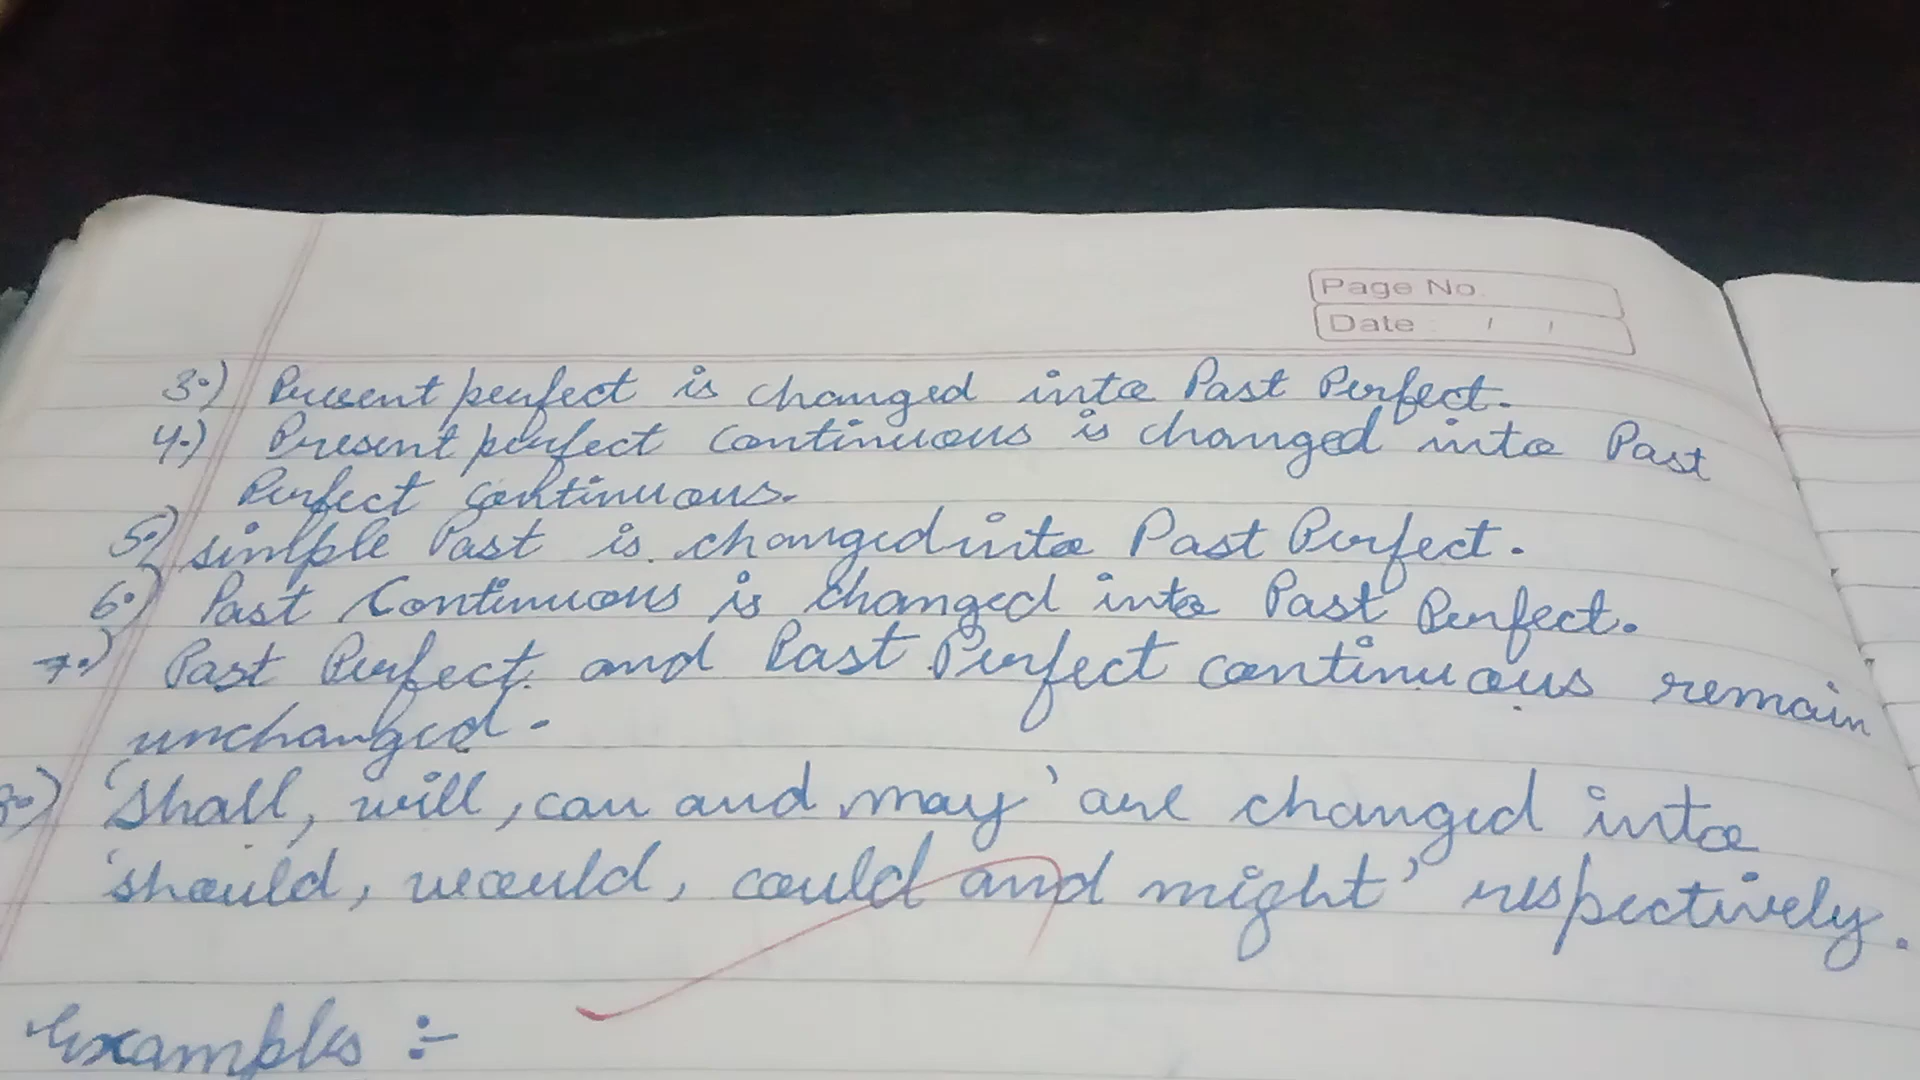 Page No.
Date / /
3.) Present perfect is changed into Past Perfect.
4.) Present perfect continuous is changed into Past
Perfect continuous.
5.) simple Past is changed into Past Perfect.
6.) Past Continuous is changed into Past Perfect.
7.) Past Perfect and Past Perfect continuous remain
unchanged.
8.) 'Shall, will, can and may' are changed into
'should, would, could and might' respectively.
Examples :-